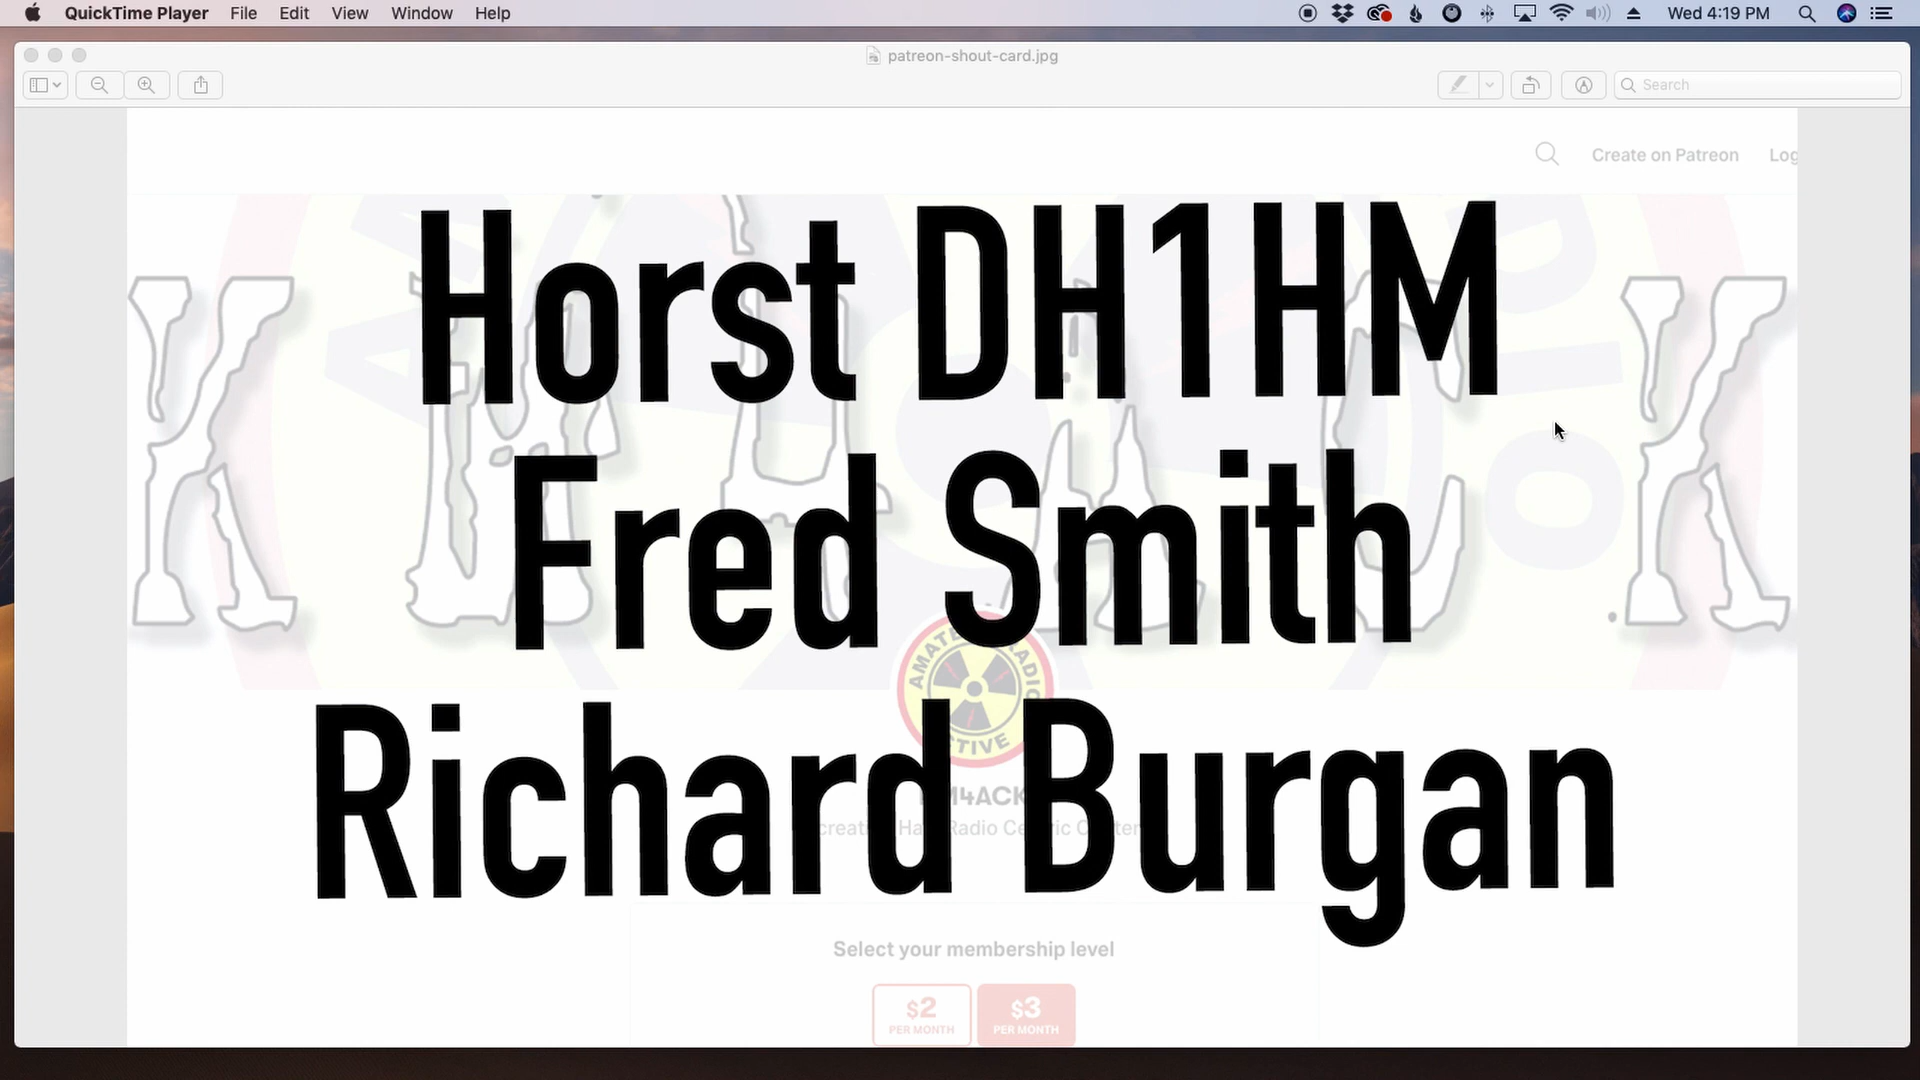 QuickTime Player File Edit View Window Help Wed 4:19 PM
patreon-shout-card.jpg
Search
Create on Patreon Log
Horst DH1HM
Fred Smith
Richard Burgan
Select your membership level
$2 $3
PER MONTH PER MONTH